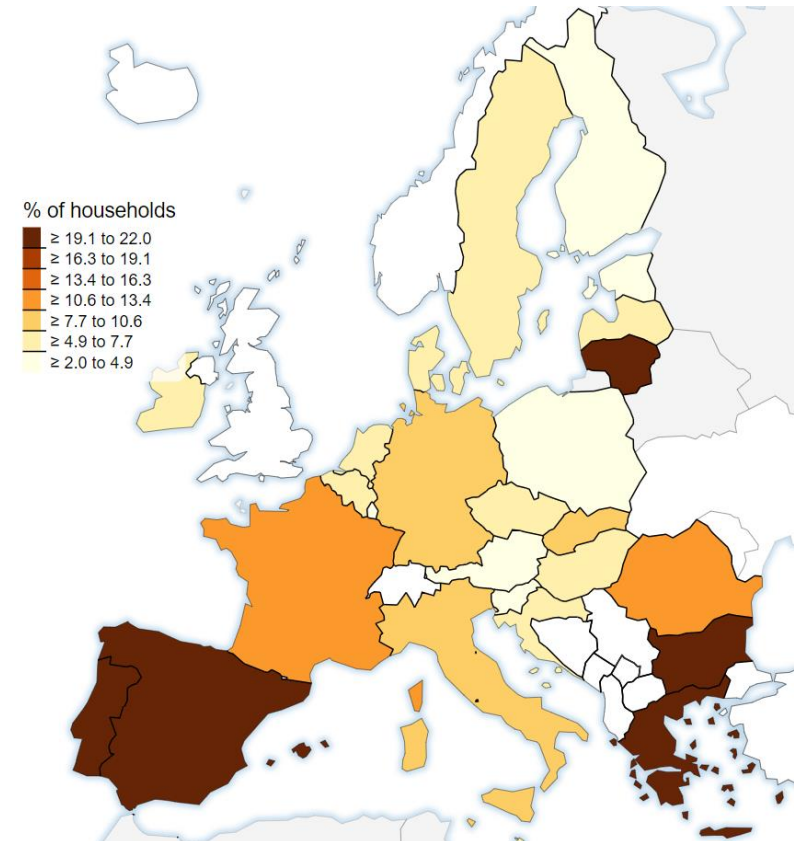 % of households
≥ 19.1 to 22.0
≥ 16.3 to 19.1
≥ 13.4 to 16.3
≥ 10.6 to 13.4
≥ 7.7 to 10.6
≥ 4.9 to 7.7
≥ 2.0 to 4.9